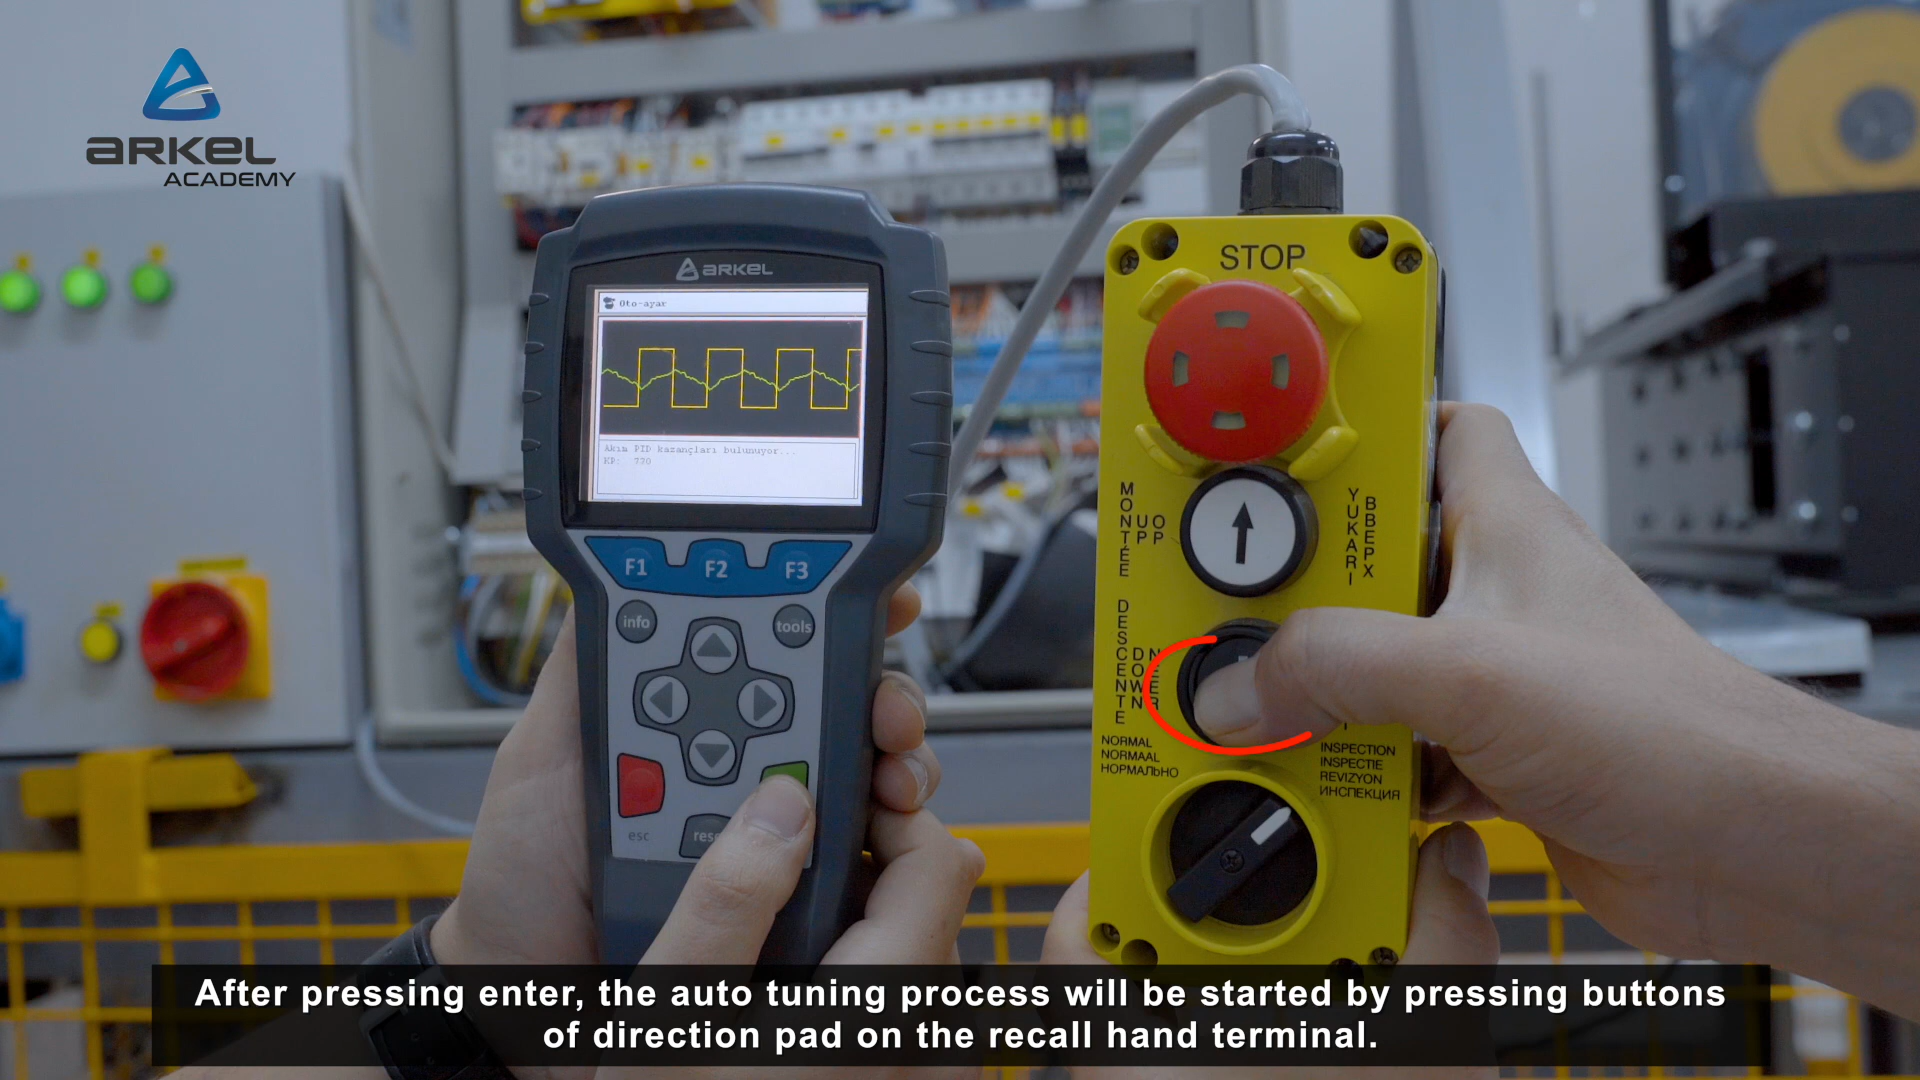 ARKEL
ACADEMY
ARKEL
Oto-ayar
Akım PID kazançları bulunuyor...
KP: 770
F1
F2
F3
info
tools
esc
STOP
MONTÉE
UP
OP
YUKARI
ВВЕРХ
DESCENTE
DOWN
NEER
NORMAL
NORMAAL
НОРМАЛЬНО
INSPECTION
INSPECTIE
REVIZYON
ИНСПЕКЦИЯ
After pressing enter, the auto tuning process will be started by pressing buttons
of direction pad on the recall hand terminal.